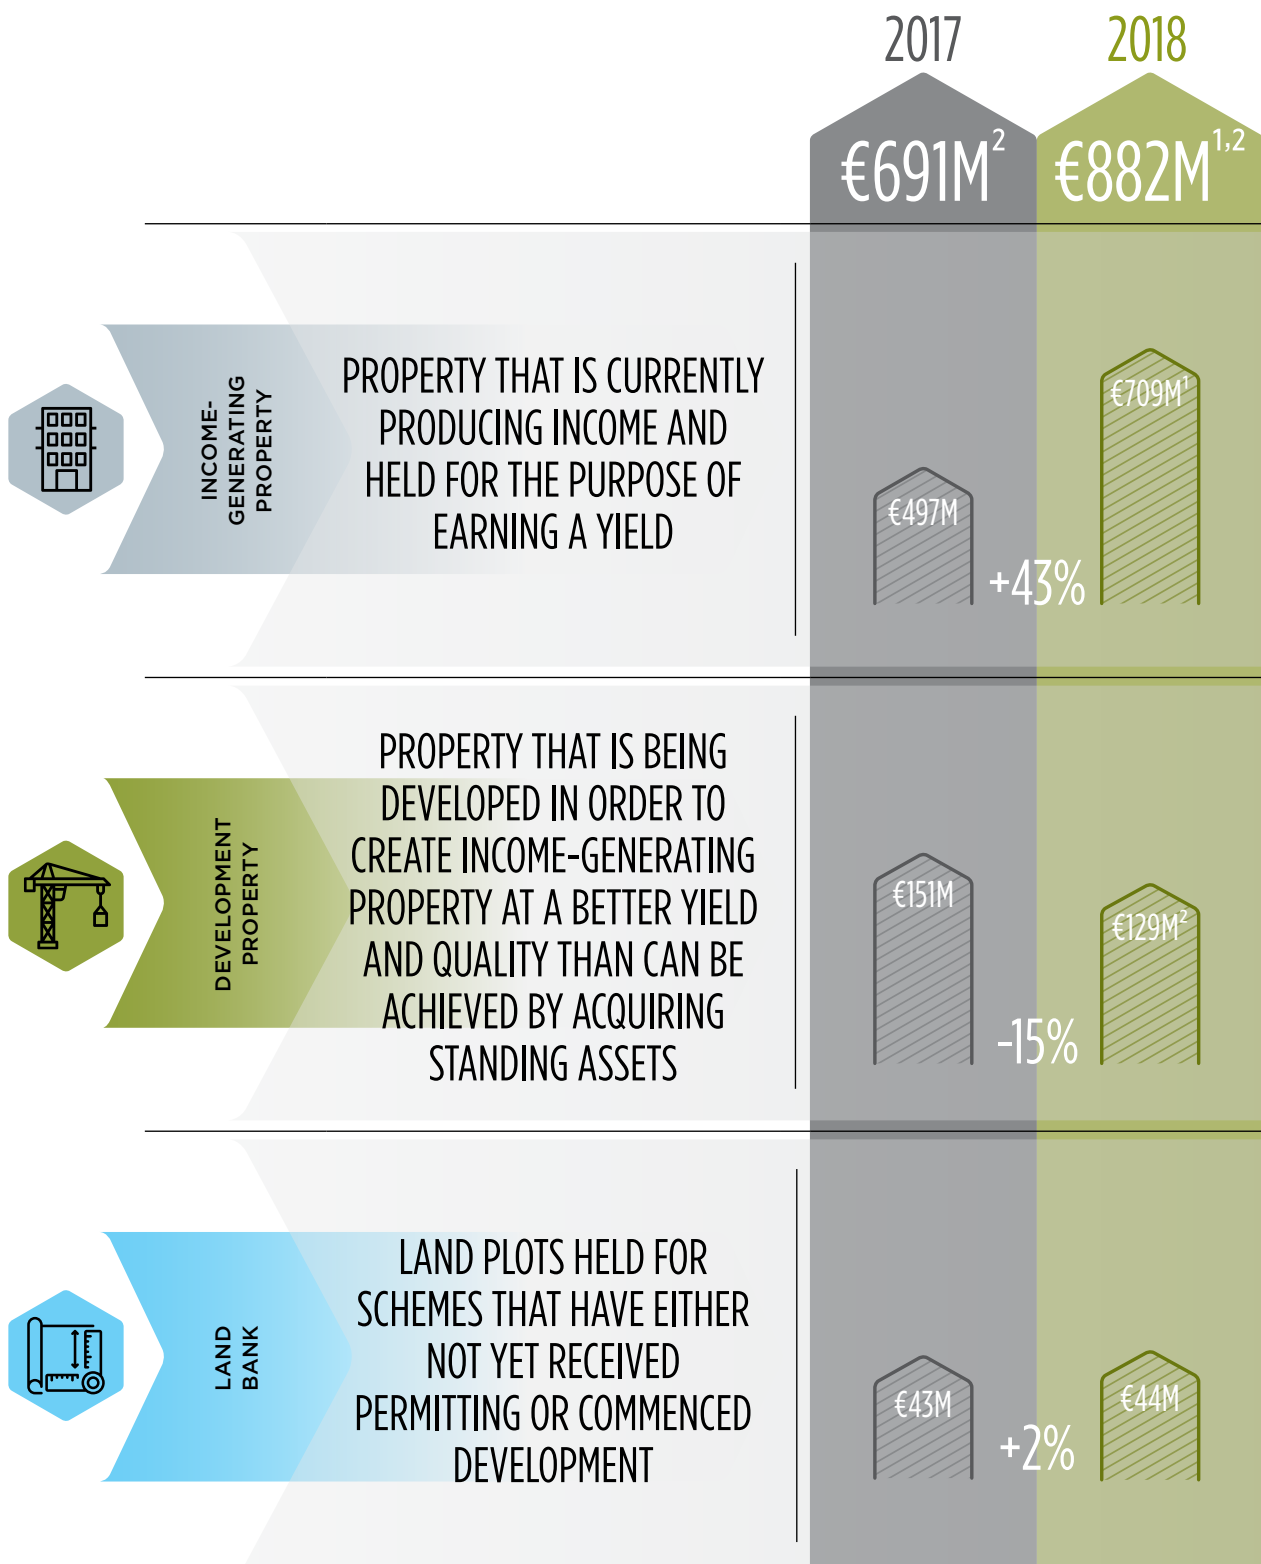 2017
2018
€691M²
€882M¹,²
INCOME-
GENERATING
PROPERTY
PROPERTY THAT IS CURRENTLY
PRODUCING INCOME AND
HELD FOR THE PURPOSE OF
EARNING A YIELD
€497M
+43%
€709M¹
DEVELOPMENT
PROPERTY
PROPERTY THAT IS BEING
DEVELOPED IN ORDER TO
CREATE INCOME-GENERATING
PROPERTY AT A BETTER YIELD
AND QUALITY THAN CAN BE
ACHIEVED BY ACQUIRING
STANDING ASSETS
€151M
-15%
€129M²
LAND
BANK
LAND PLOTS HELD FOR
SCHEMES THAT HAVE EITHER
NOT YET RECEIVED
PERMITTING OR COMMENCED
DEVELOPMENT
€43M
+2%
€44M